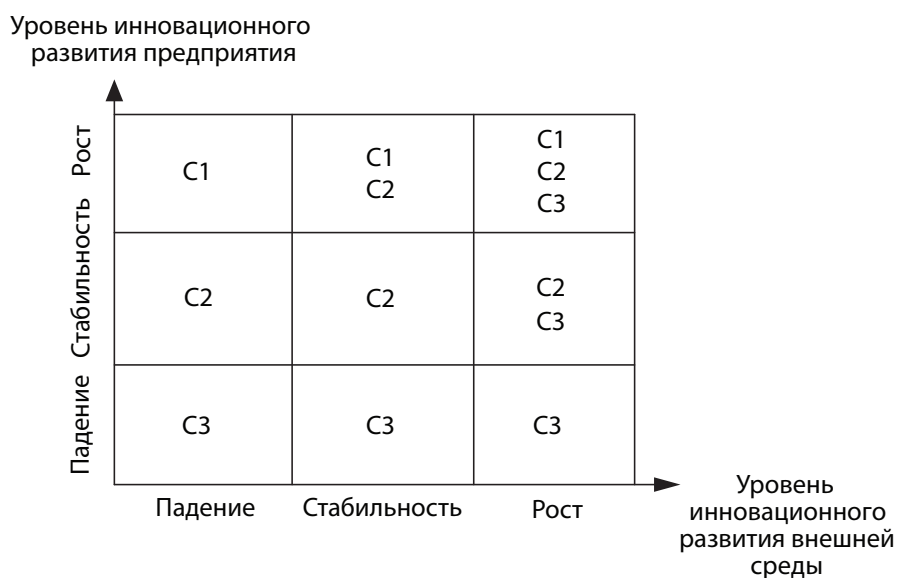 Уровень инновационного
развития предприятия
Рост
С1
С1
С2
С1
С2
С3
Стабильность
С2
С2
С2
С3
Падение
С3
С3
С3
Падение
Стабильность
Рост
Уровень
инновационного
развития внешней
среды